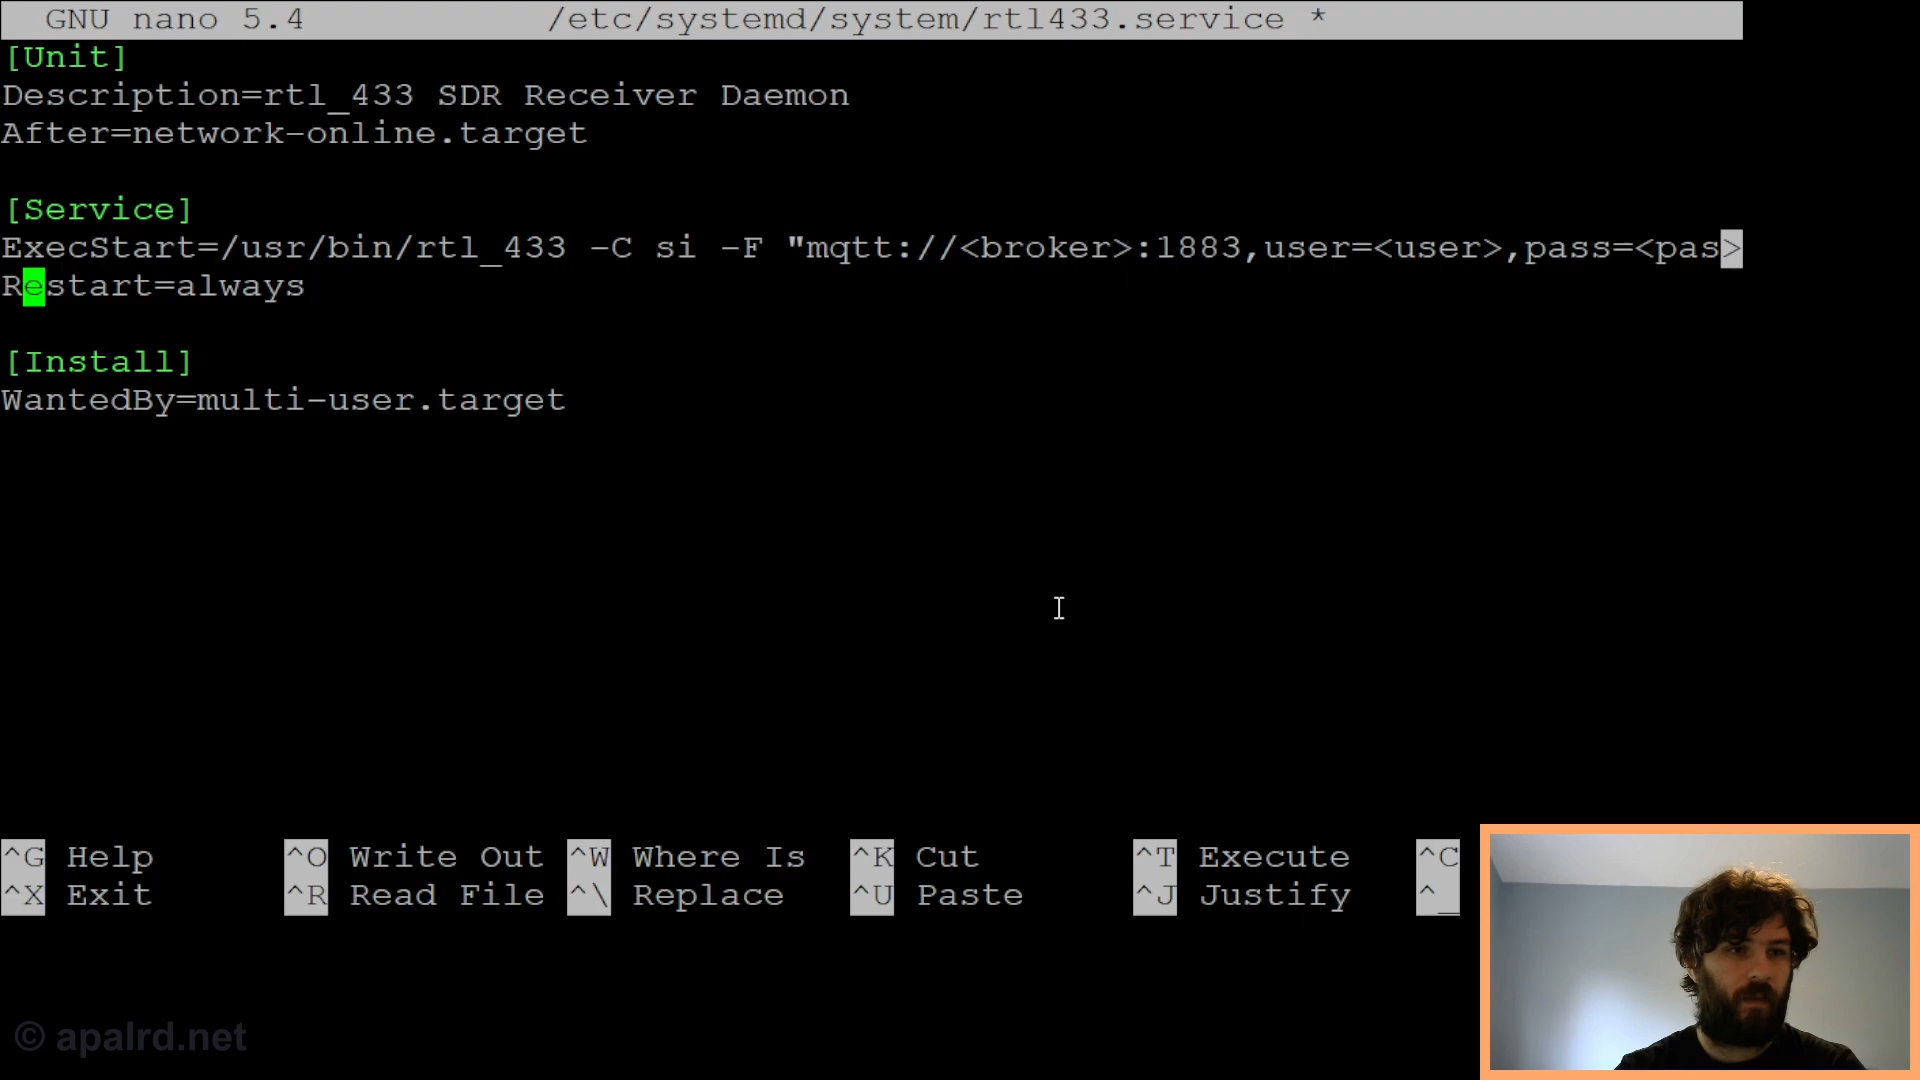 GNU nano 5.4 /etc/systemd/system/rtl433.service *
[Unit]
Description=rtl_433 SDR Receiver Daemon
After=network-online.target
[Service]
ExecStart=/usr/bin/rtl_433 -C si -F "mqtt://<broker>:1883,user=<user>,pass=<pas>
Restart=always
[Install]
WantedBy=multi-user.target
^G Help ^O Write Out ^W Where Is ^K Cut ^T Execute ^C
^X Exit ^R Read File ^\ Replace ^U Paste ^J Justify ^_
© apalrd.net